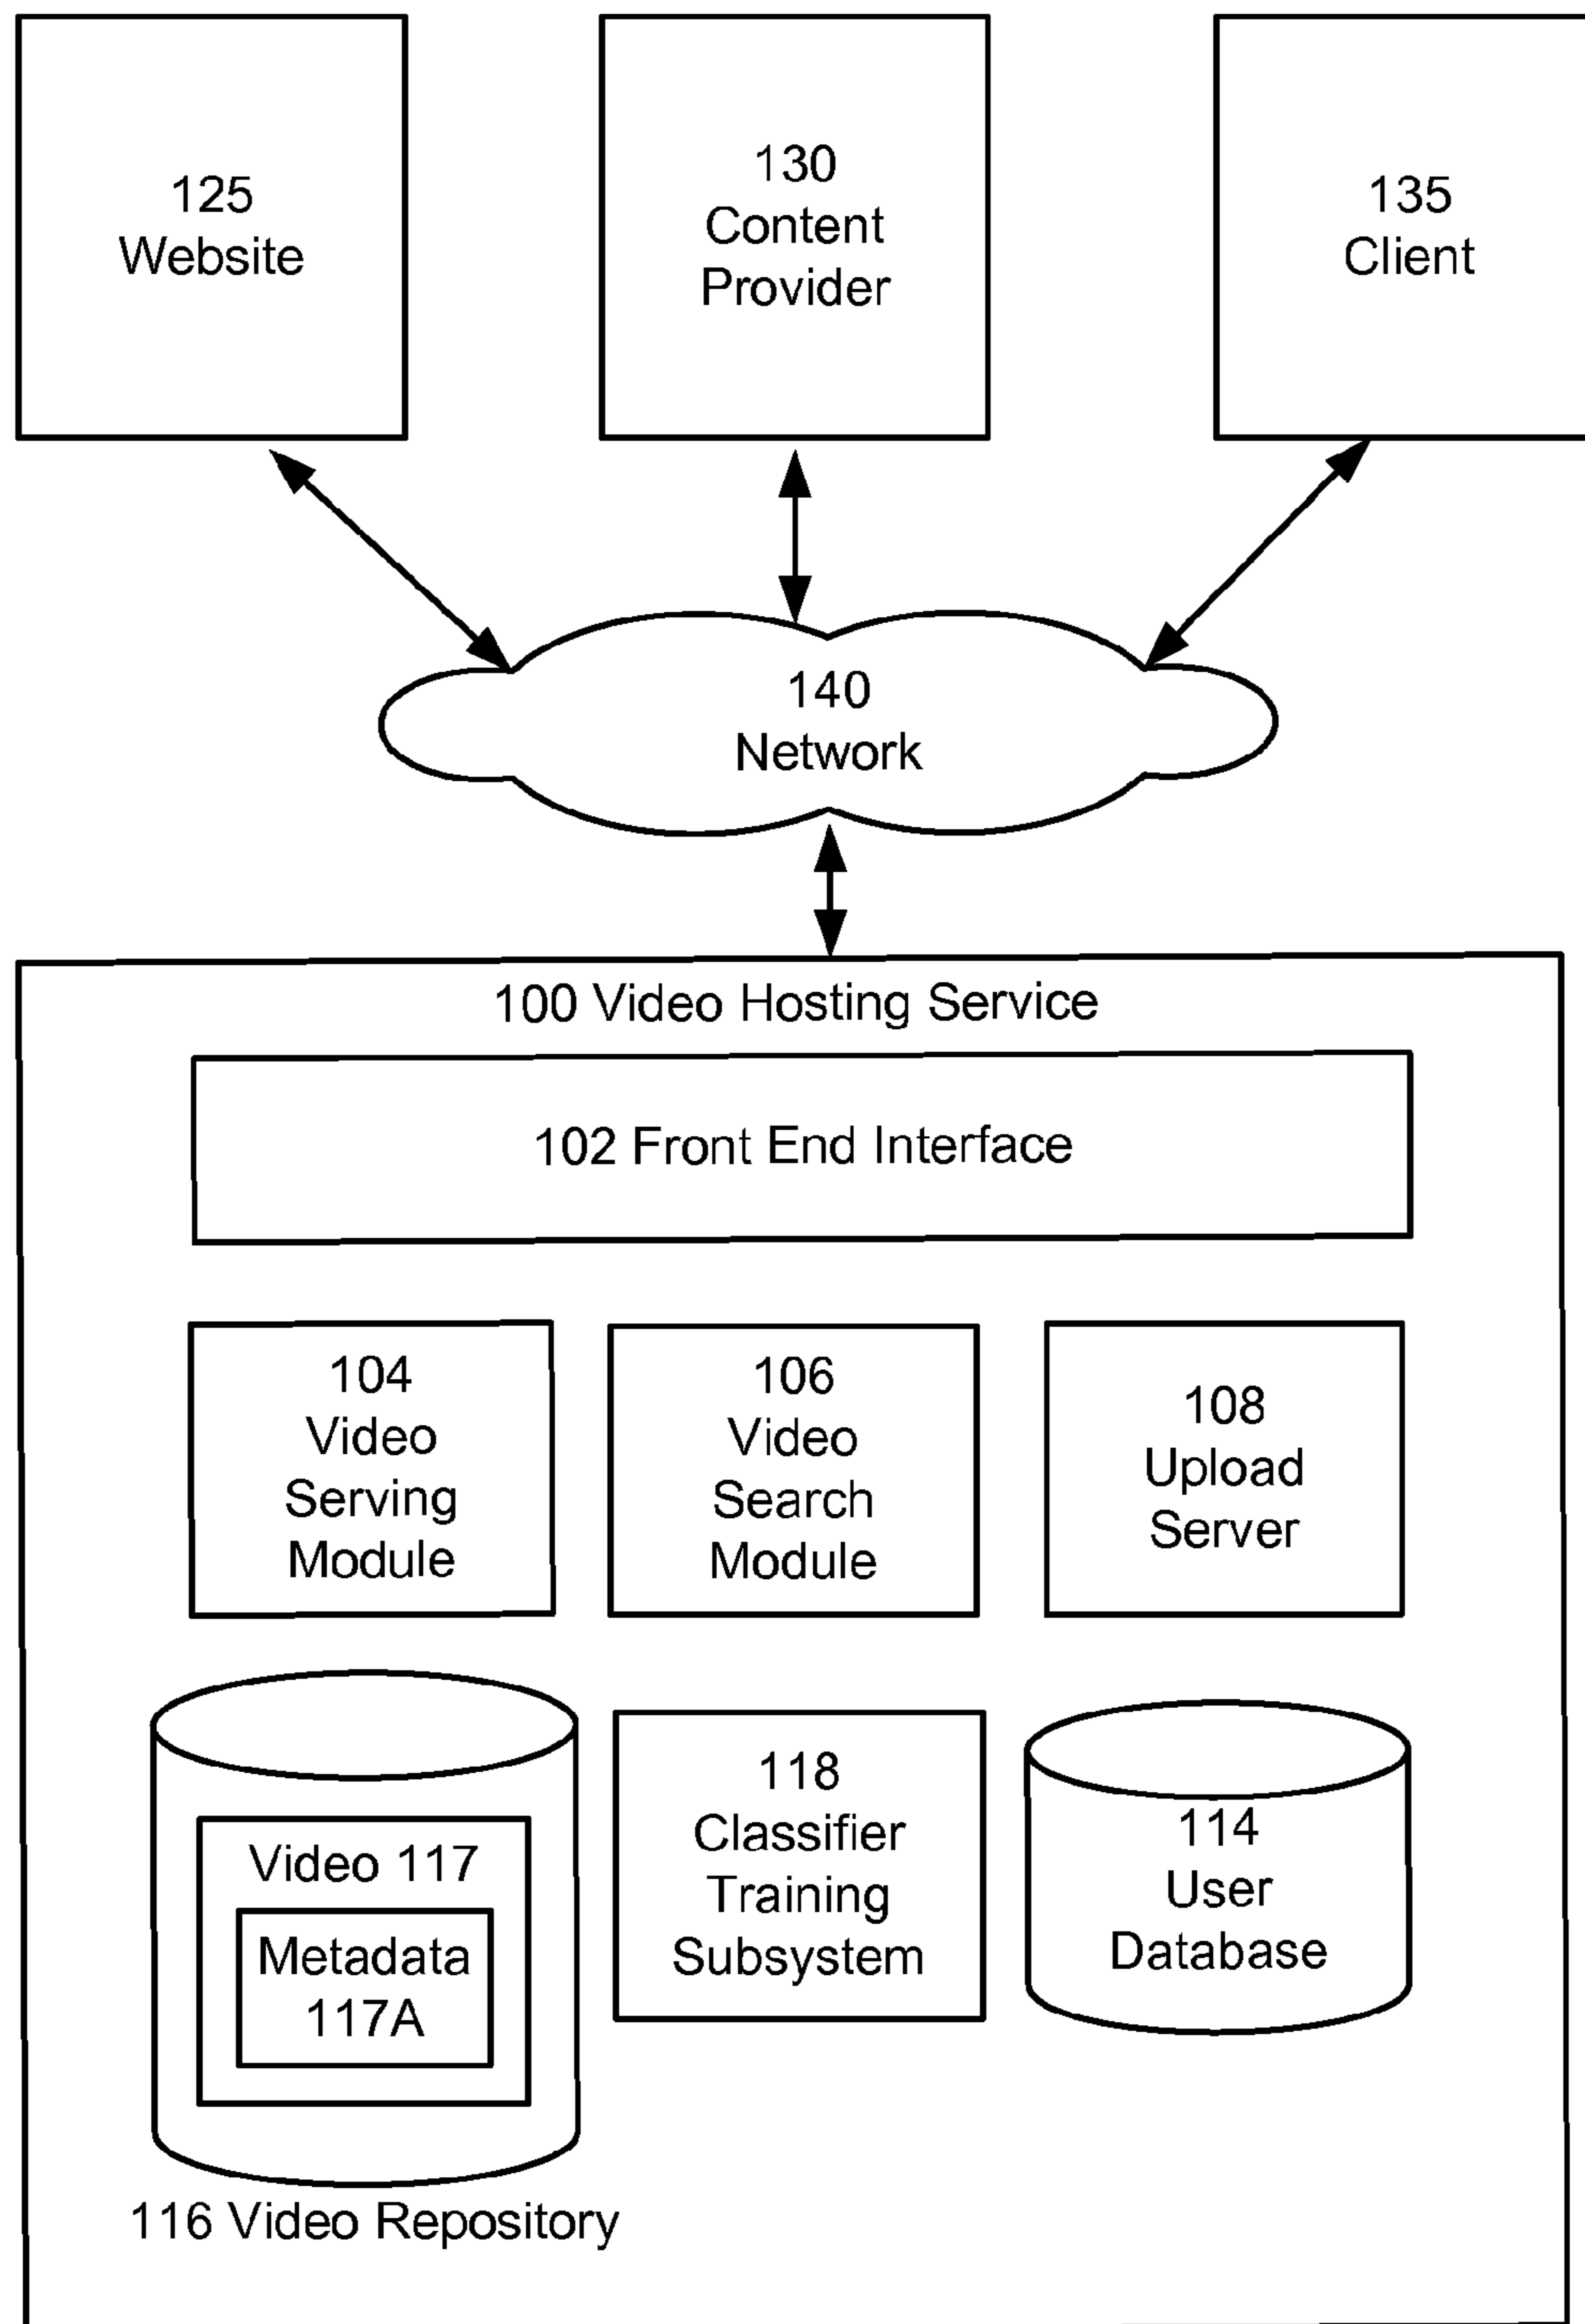 125
Website
130
Content
Provider
135
Client
140
Network
100 Video Hosting Service
102 Front End Interface
104
Video
Serving
Module
106
Video
Search
Module
108
Upload
Server
Video 117
Metadata
117A
116 Video Repository
118
Classifier
Training
Subsystem
114
User
Database